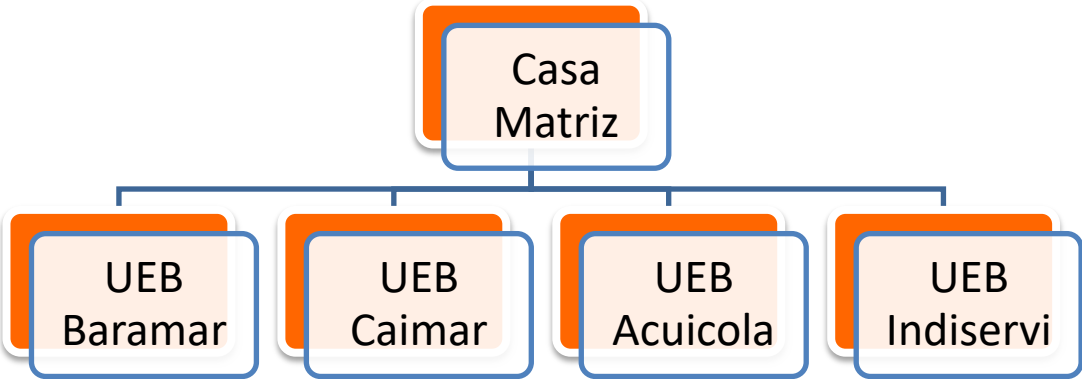 Casa
Matriz
UEB
Baramar
UEB
Caimar
UEB
Acuicola
UEB
Indiservi